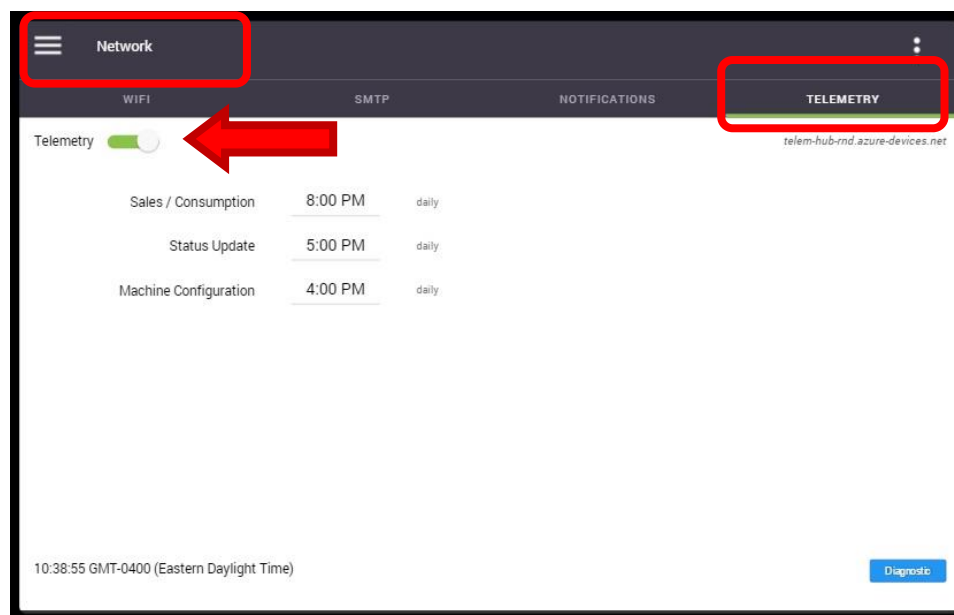 Network
WIFI SMTP NOTIFICATIONS TELEMETRY
Telemetry telem-hub-rnd.azure-devices.net
Sales / Consumption 8:00 PM daily
Status Update 5:00 PM daily
Machine Configuration 4:00 PM daily
10:38:55 GMT-0400 (Eastern Daylight Time) Diagnostic